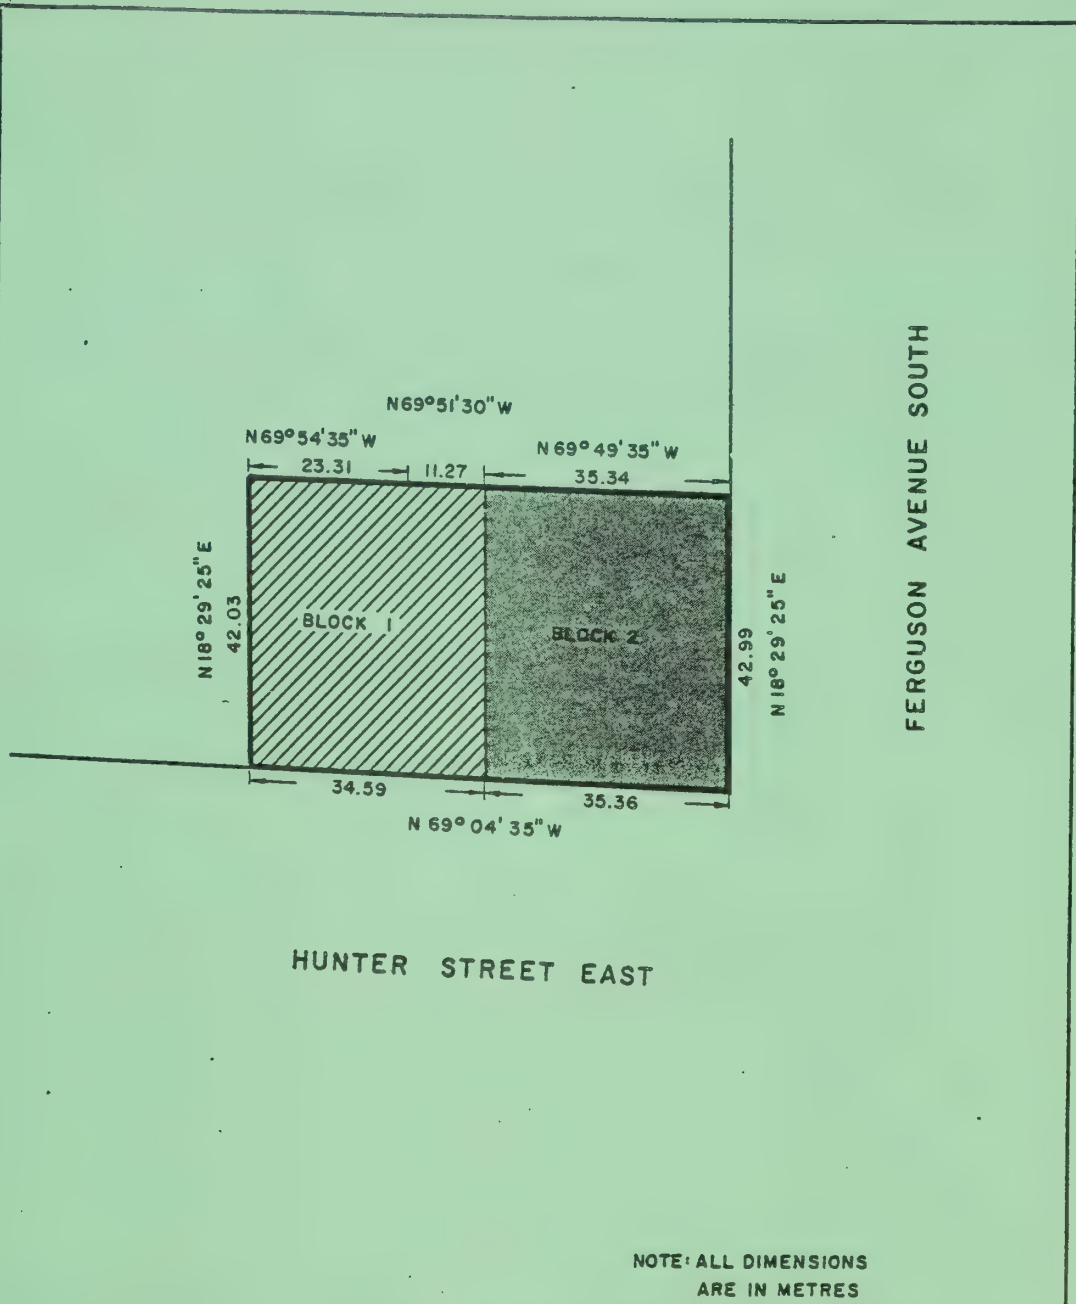 N69°51'30"W
N69°54'35"W
N69°49'35"W
23.31
11.27
35.34
N18°29'25"E
42.03
BLOCK 1
BLOCK 2
42.99
N18°29'25"E
FERGUSON AVENUE SOUTH
34.59
35.36
N 69°04'35"W
HUNTER STREET EAST
NOTE: ALL DIMENSIONS
ARE IN METRES